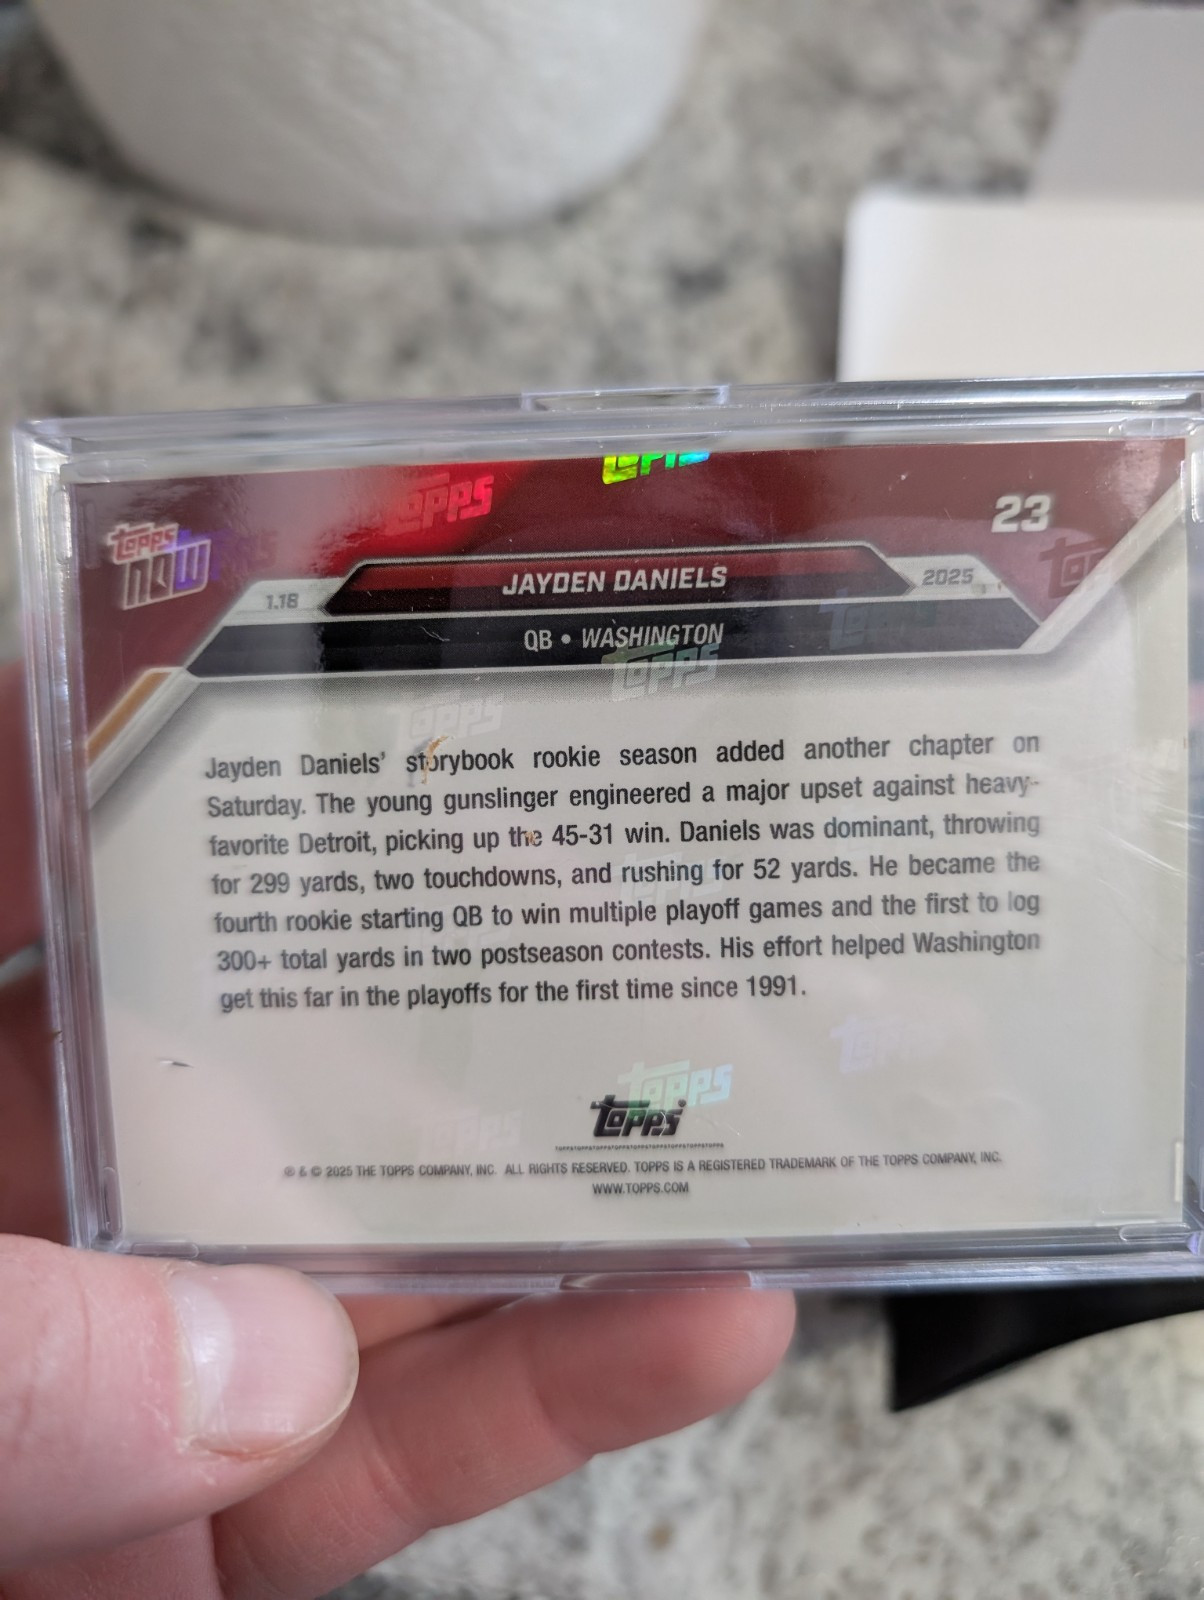 topps now
23
JAYDEN DANIELS
1.18
2025
QB • WASHINGTON
Jayden Daniels' storybook rookie season added another chapter on
Saturday. The young gunslinger engineered a major upset against heavy-
favorite Detroit, picking up the 45-31 win. Daniels was dominant, throwing
for 299 yards, two touchdowns, and rushing for 52 yards. He became the
fourth rookie starting QB to win multiple playoff games and the first to log
300+ total yards in two postseason contests. His effort helped Washington
get this far in the playoffs for the first time since 1991.
topps
topps
® & © 2025 THE TOPPS COMPANY, INC. ALL RIGHTS RESERVED. TOPPS IS A REGISTERED TRADEMARK OF THE TOPPS COMPANY, INC.
WWW.TOPPS.COM